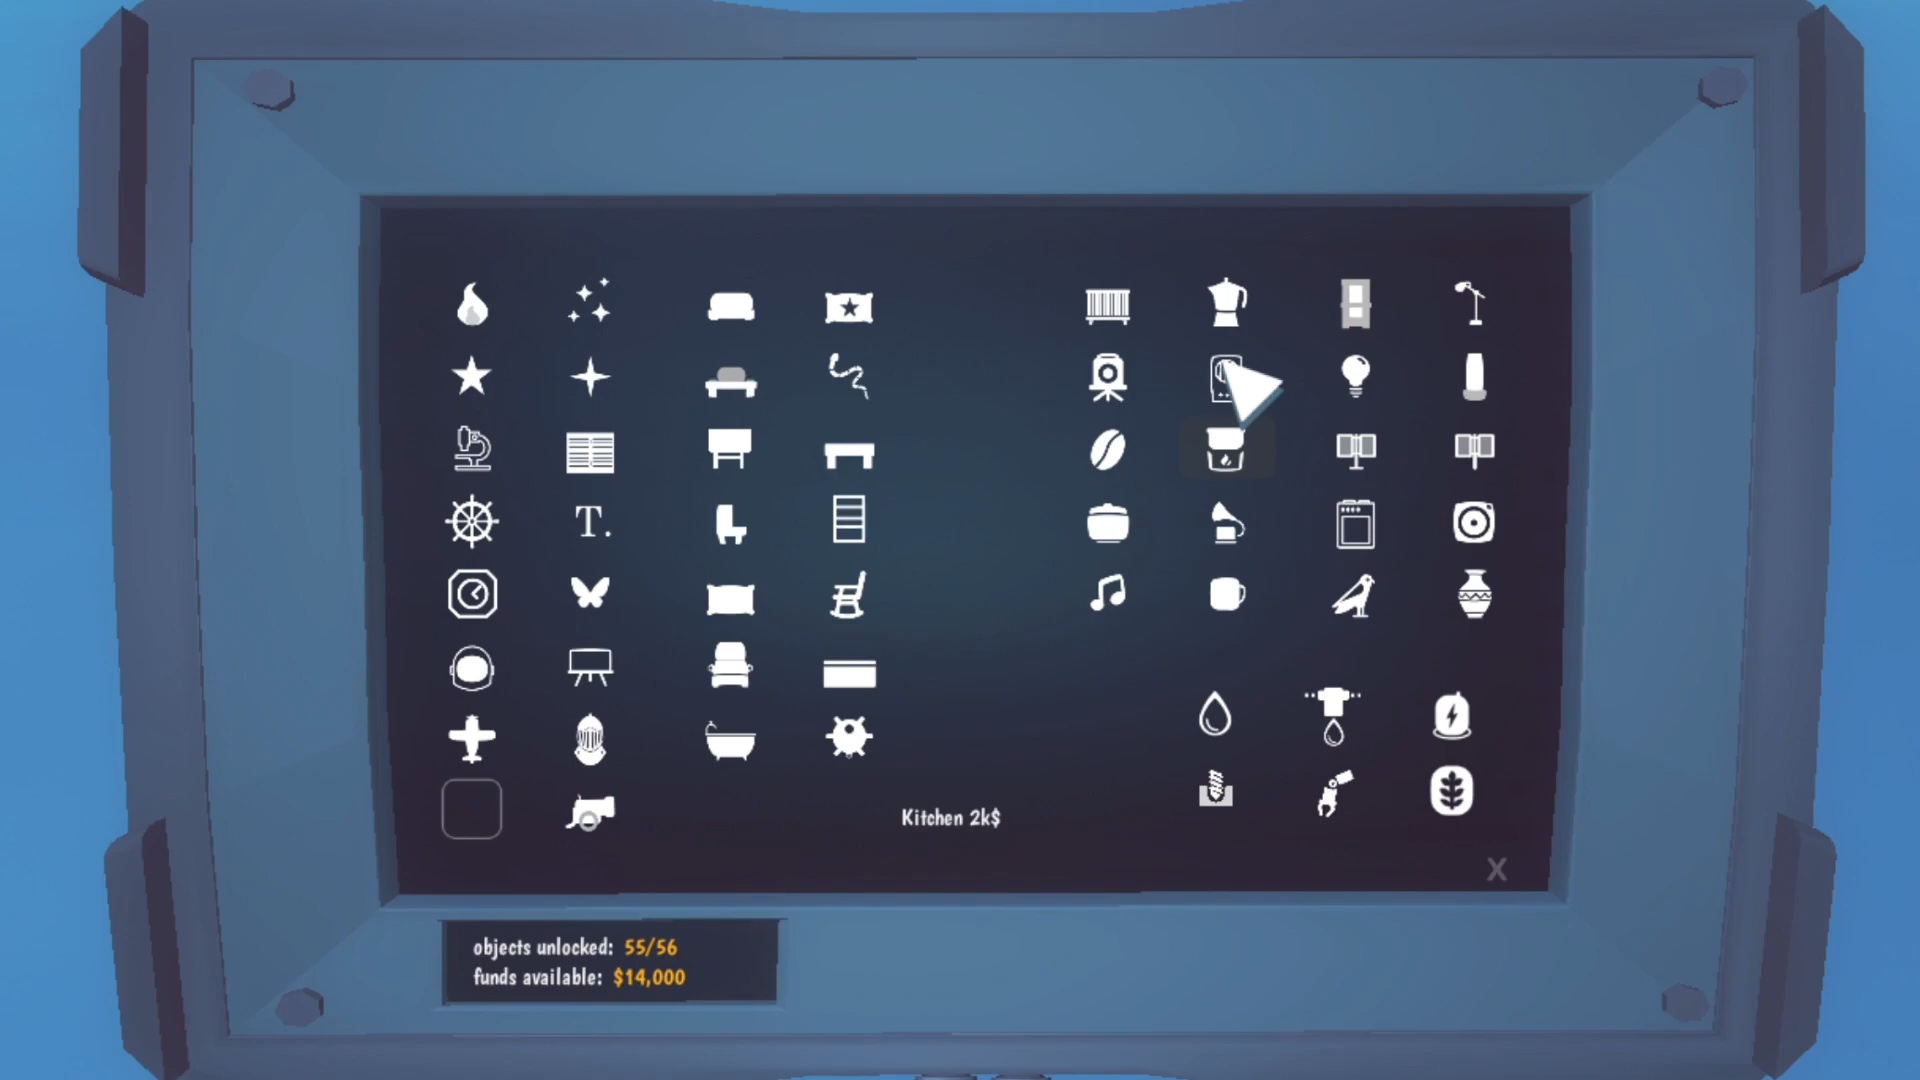 T.
Kitchen 2k$
X
objects unlocked: 55/56
funds available: $14,000